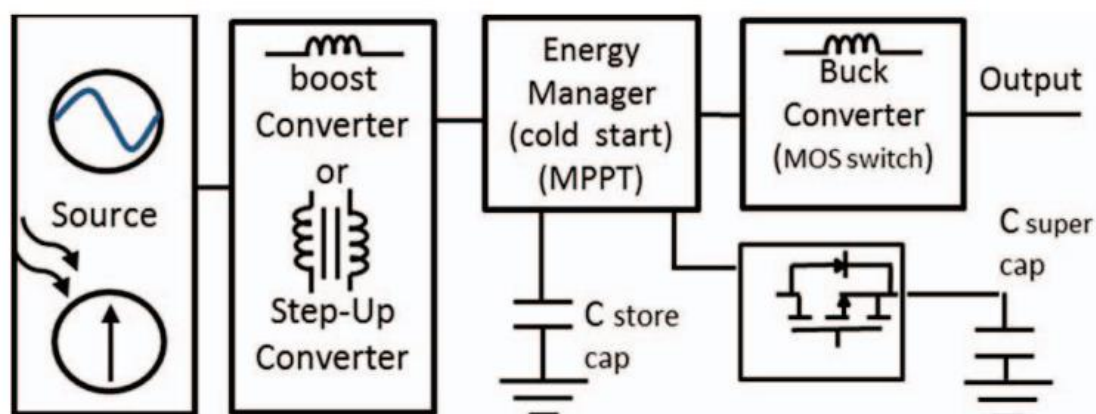 Source
boost
Converter
or
Step-Up
Converter
Energy
Manager
(cold start)
(MPPT)
Buck
Converter
(MOS switch)
Output
C store
cap
C super
cap